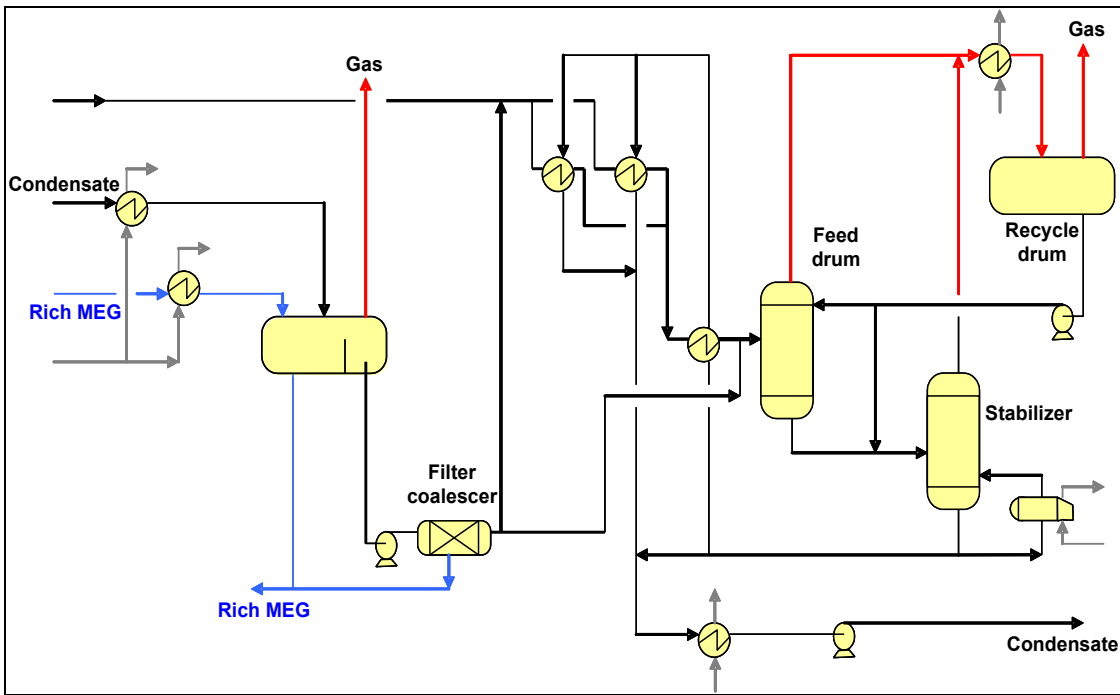 Gas
Gas
Condensate
Recycle
drum
Feed
drum
Rich MEG
Stabilizer
Filter
coalescer
Rich MEG
Condensate